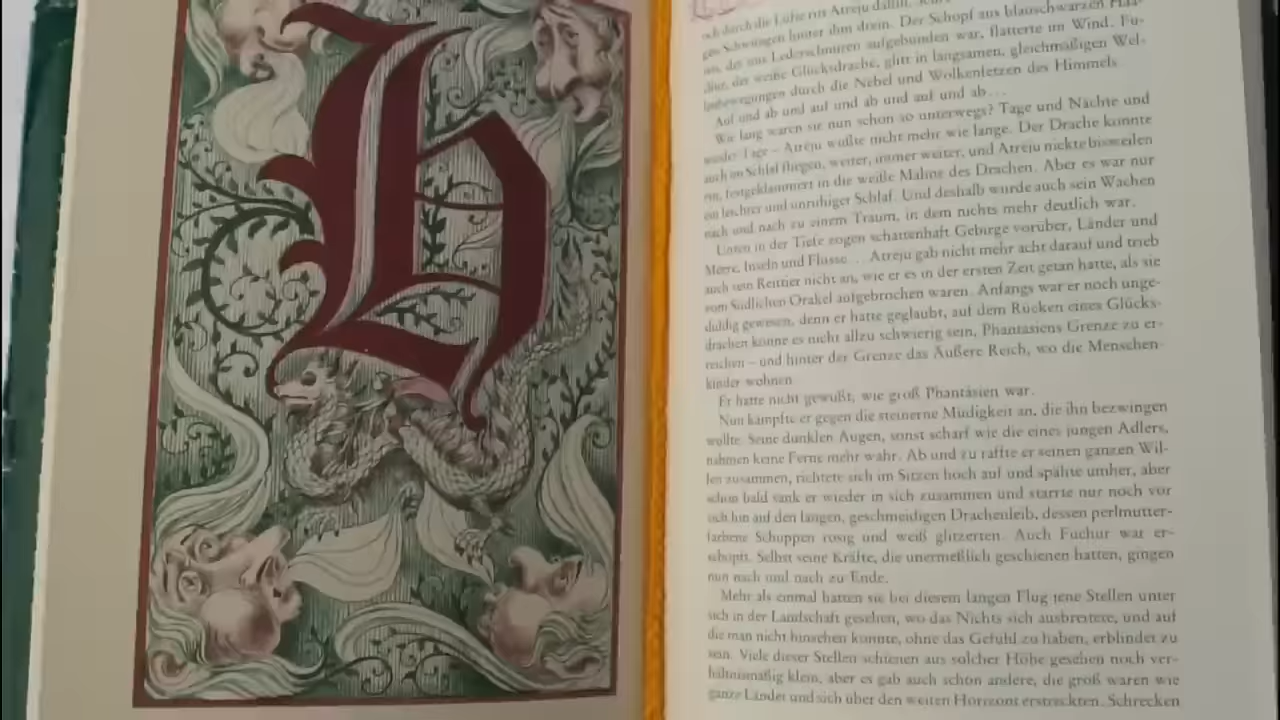 H
och durch die Lüfte ritt Atréju dahin.
gen Schwingen hinter ihm drein. Der Schopf aus blauschwarzen Haa-
ren, der mit Lederschnüren aufgebunden war, flatterte im Wind. Fu-
chur, der weiße Glücksdrache, glitt in langsamen, gleichmäßigen Wel-
lenbewegungen durch die Nebel und Wolkenfetzen des Himmels
Auf und ab und auf und ab und auf und ab . . .
Wie lang waren sie nun schon so unterwegs? Tage und Nächte und
wieder Tage – Atréju wußte nicht mehr wie lange. Der Drache konnte
auch im Schlaf fliegen, weiter, immer weiter, und Atréju nickte bisweilen
ein, festgeklammert in die weiße Mähne des Drachen. Aber es war nur
ein leichter und unruhiger Schlaf. Und deshalb wurde auch sein Wachen
nach und nach zu einem Traum, in dem nichts mehr deutlich war.
Unten in der Tiefe zogen schattenhaft Gebirge vorüber, Länder und
Meere, Inseln und Flüsse . . . Atréju gab nicht mehr acht darauf und trieb
auch sein Reittier nicht an, wie er es in der ersten Zeit getan hatte, als sie
vom Südlichen Orakel aufgebrochen waren. Anfangs war er noch unge-
duldig gewesen, denn er hatte geglaubt, auf dem Rücken eines Glücks-
drachen könne es nicht allzu schwierig sein, Phantásiens Grenze zu er-
reichen – und hinter der Grenze das Äußere Reich, wo die Menschen-
kinder wohnen.
Er hatte nicht gewußt, wie groß Phantásien war.
Nun kämpfte er gegen die steinerne Müdigkeit an, die ihn bezwingen
wollte. Seine dunklen Augen, sonst scharf wie die eines jungen Adlers,
nahmen keine Ferne mehr wahr. Ab und zu raffte er seinen ganzen Wil-
len zusammen, richtete sich im Sitzen hoch auf und spähte umher, aber
schon bald sank er wieder in sich zusammen und starrte nur noch vor
sich hin auf den langen, geschmeidigen Drachenleib, dessen perlmutter-
farbene Schuppen rosig und weiß glitzerten. Auch Fuchur war er-
schöpft. Selbst seine Kräfte, die unermeßlich geschienen hatten, gingen
nun nach und nach zu Ende.
Mehr als einmal hatten sie bei diesem langen Flug jene Stellen unter
sich in der Landschaft gesehen, wo das Nichts sich ausbreitete, und auf
die man nicht hinsehen konnte, ohne das Gefühl zu haben, erblindet zu
sein. Viele dieser Stellen schienen aus solcher Höhe gesehen noch ver-
hältnismäßig klein, aber es gab auch schon andere, die groß waren wie
ganze Länder und sich über den weiten Horizont erstreckten. Schrecken